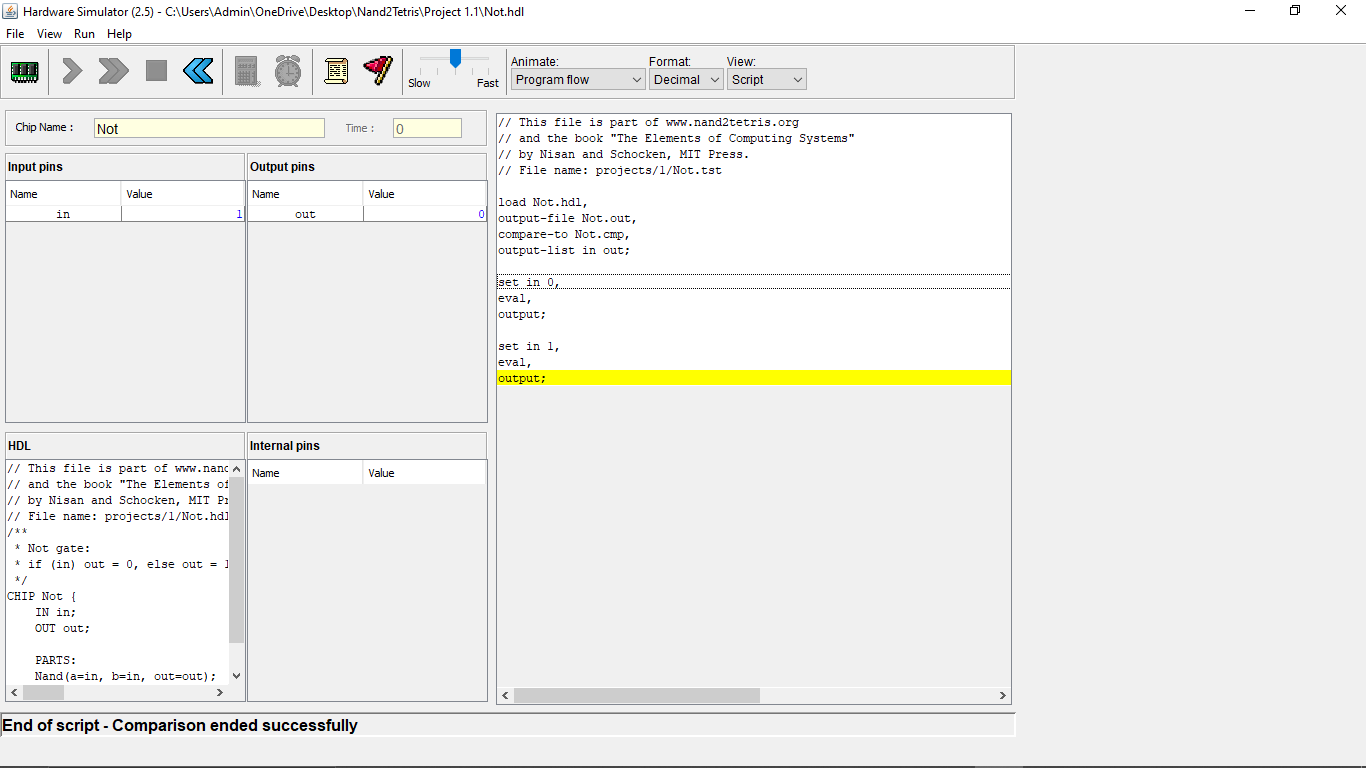 Hardware Simulator (2.5) - C:\Users\Admin\OneDrive\Desktop\Nand2Tetris\Project 1.1\Not.hdl
File View Run Help
Slow Fast
Animate: Format: View:
Program flow Decimal Script
Chip Name : Not Time : 0
Input pins
Name Value
in 1
Output pins
Name Value
out 0
HDL
// This file is part of www.nand
// and the book "The Elements of
// by Nisan and Schocken, MIT Pr
// File name: projects/1/Not.hdl
/**
* Not gate:
* if (in) out = 0, else out = 1
*/
CHIP Not {
IN in;
OUT out;
PARTS:
Nand(a=in, b=in, out=out);
Internal pins
Name Value
// This file is part of www.nand2tetris.org
// and the book "The Elements of Computing Systems"
// by Nisan and Schocken, MIT Press.
// File name: projects/1/Not.tst
load Not.hdl,
output-file Not.out,
compare-to Not.cmp,
output-list in out;
set in 0,
eval,
output;
set in 1,
eval,
output;
End of script - Comparison ended successfully